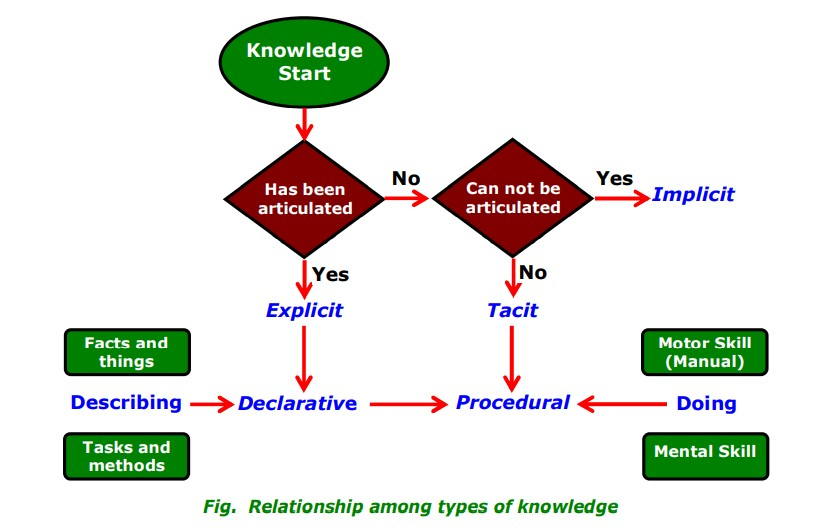 Knowledge
Start
Has been
articulated
No
Can not be
articulated
Yes
Implicit
Yes
No
Explicit
Tacit
Facts and
things
Motor Skill
(Manual)
Describing
Declarative
Procedural
Doing
Tasks and
methods
Mental Skill
Fig. Relationship among types of knowledge